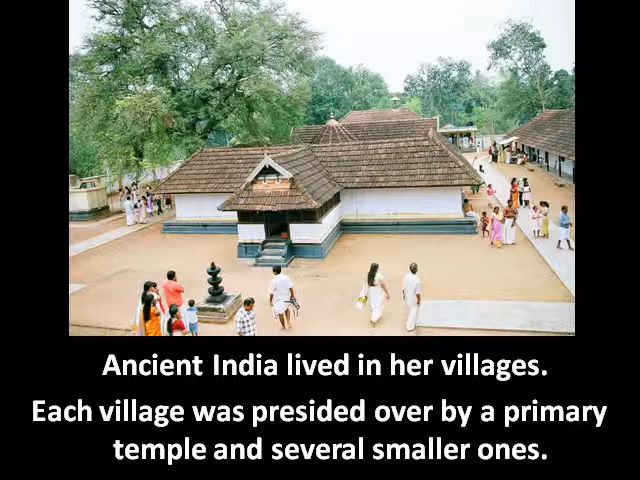 Ancient India lived in her villages.
Each village was presided over by a primary
temple and several smaller ones.